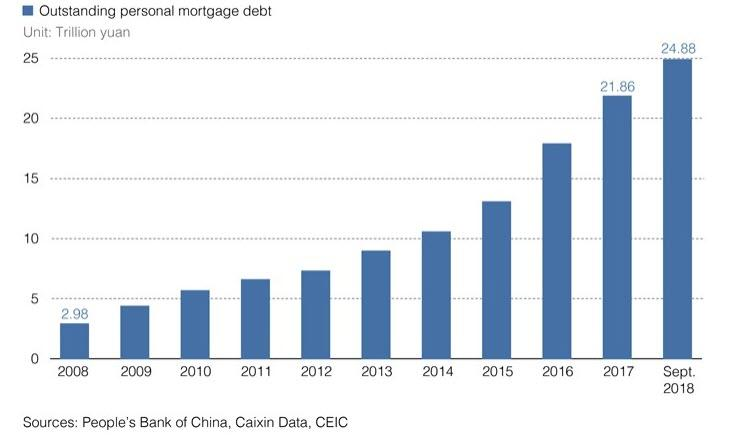 Outstanding personal mortgage debt
Unit: Trillion yuan
25
20
15
10
5
0
2.98
21.86
24.88
2008 2009 2010 2011 2012 2013 2014 2015 2016 2017 Sept.
2018
Sources: People's Bank of China, Caixin Data, CEIC